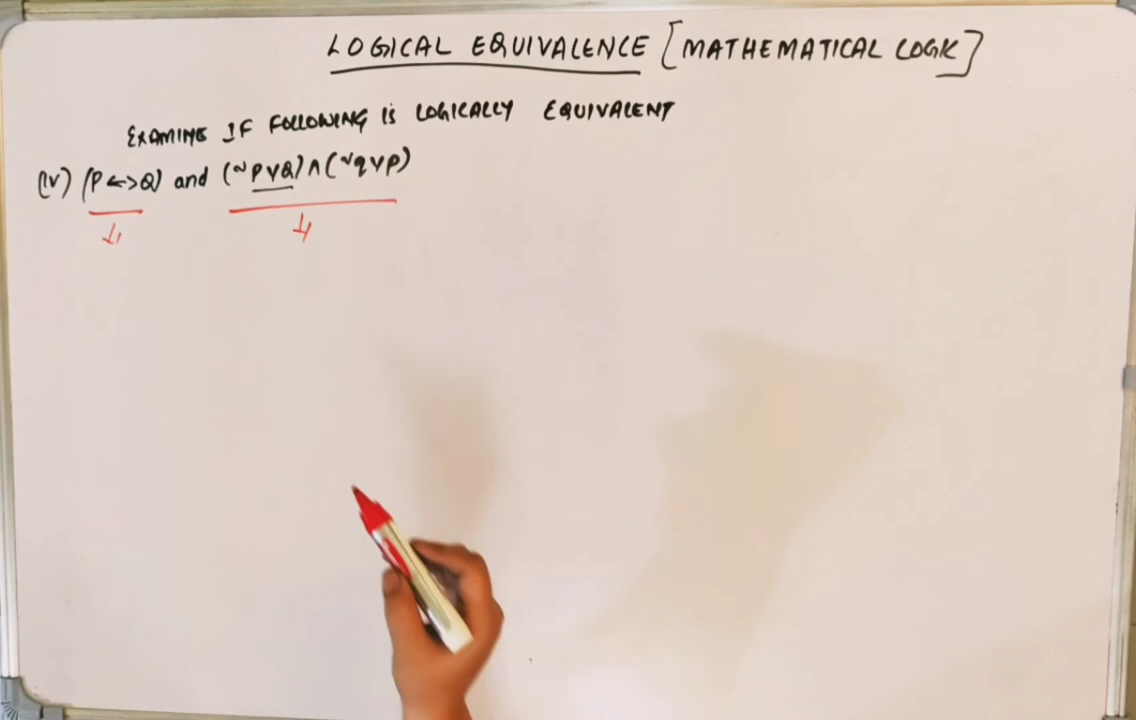 LOGICAL EQUIVALENCE [MATHEMATICAL LOGIC]
EXAMINE IF FOLLOWING is LOGICALLY EQUIVALENT
(IV) (P <-> Q) and (~P ∨ Q) ∧ (~q ∨ p)